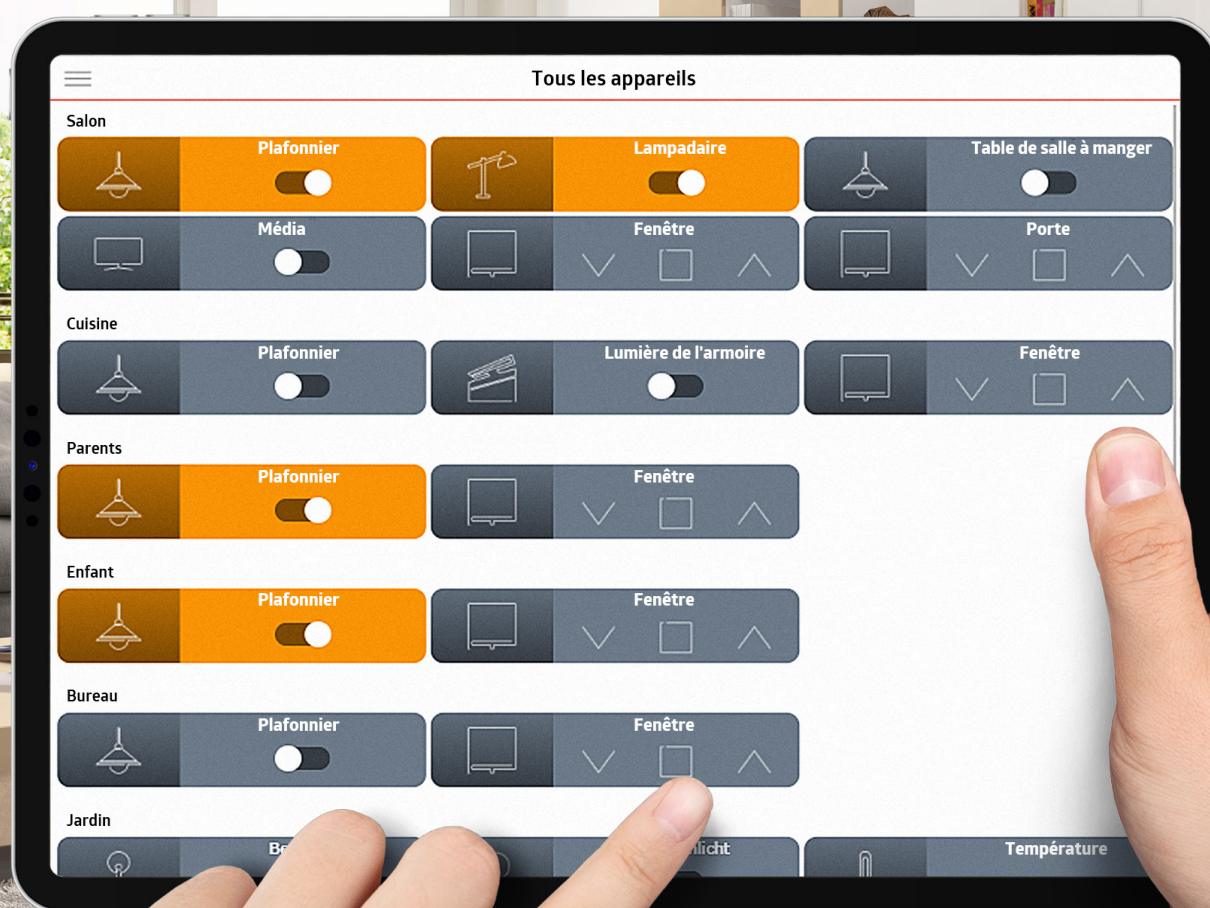 Tous les appareils
Salon
Plafonnier
Lampadaire
Table de salle à manger
Média
Fenêtre
Porte
Cuisine
Plafonnier
Lumière de l'armoire
Fenêtre
Parents
Plafonnier
Fenêtre
Enfant
Plafonnier
Fenêtre
Bureau
Plafonnier
Fenêtre
Jardin
Température